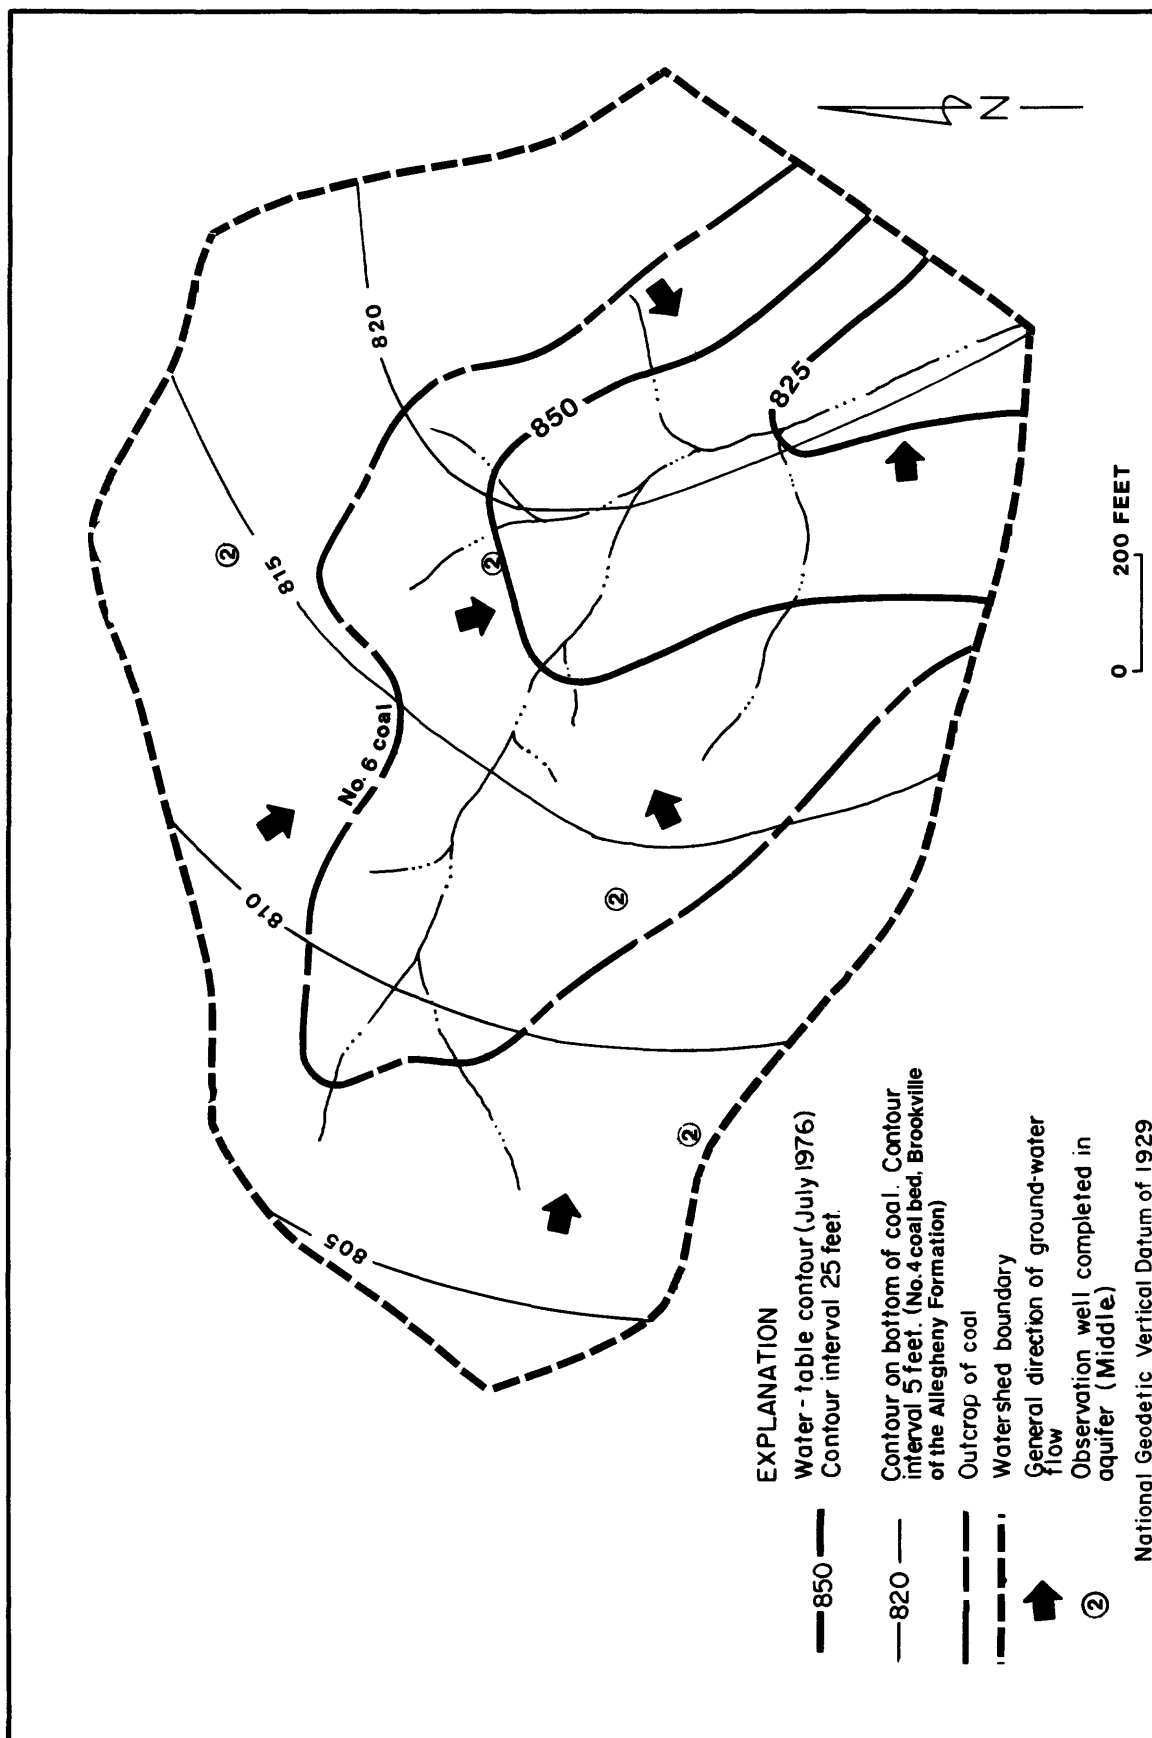 805
810
815
820
No. 6 coal
850
825
②
②
②
②
N
0 200 FEET
EXPLANATION
850
Water-table contour (July 1976)
Contour interval 25 feet.
820
Contour on bottom of coal. Contour
interval 5 feet. (No. 4 coal bed, Brookville
of the Allegheny Formation)
Outcrop of coal
Watershed boundary
General direction of ground-water
flow
②
Observation well completed in
aquifer (Middle)
National Geodetic Vertical Datum of 1929